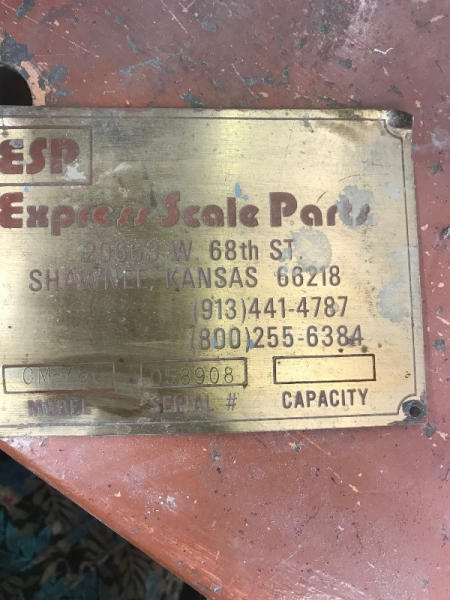 ESP
Express Scale Parts
W. 68th ST.
SHAWNEE, KANSAS 66218
(913)441-4787
(800)255-6384
058908
MODEL SERIAL # CAPACITY